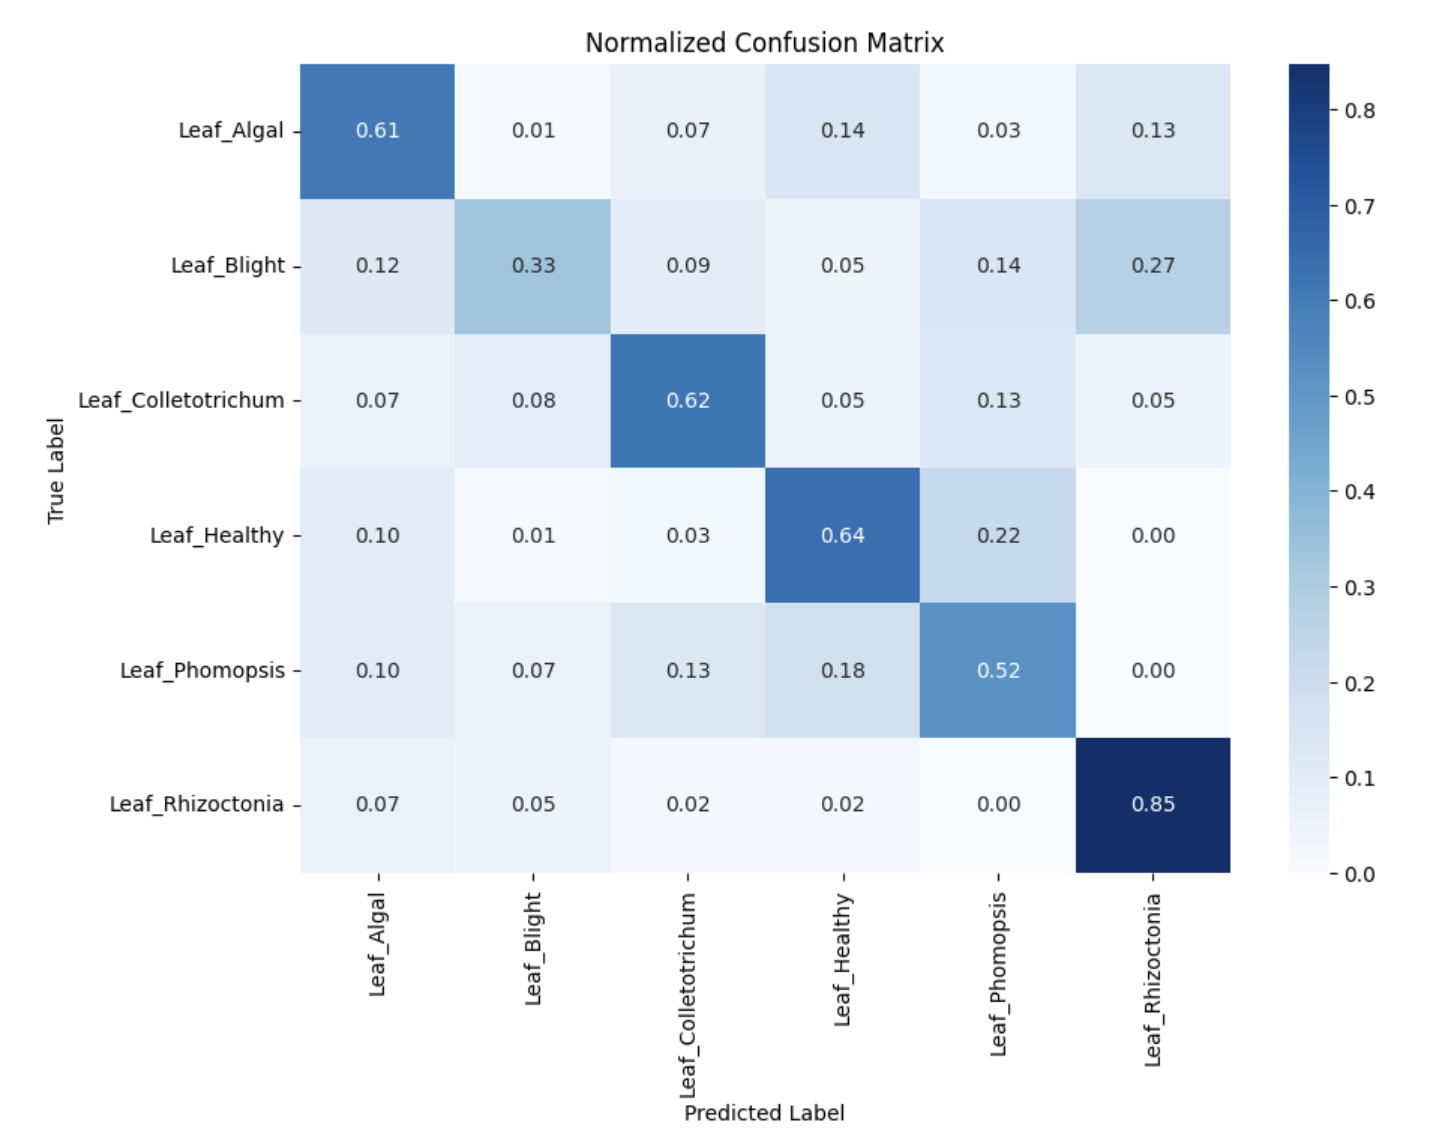 Normalized Confusion Matrix
True Label
Leaf_Algal 0.61 0.01 0.07 0.14 0.03 0.13
Leaf_Blight 0.12 0.33 0.09 0.05 0.14 0.27
Leaf_Colletotrichum 0.07 0.08 0.62 0.05 0.13 0.05
Leaf_Healthy 0.10 0.01 0.03 0.64 0.22 0.00
Leaf_Phomopsis 0.10 0.07 0.13 0.18 0.52 0.00
Leaf_Rhizoctonia 0.07 0.05 0.02 0.02 0.00 0.85
Leaf_Algal
Leaf_Blight
Leaf_Colletotrichum
Leaf_Healthy
Leaf_Phomopsis
Leaf_Rhizoctonia
Predicted Label
0.8
0.7
0.6
0.5
0.4
0.3
0.2
0.1
0.0